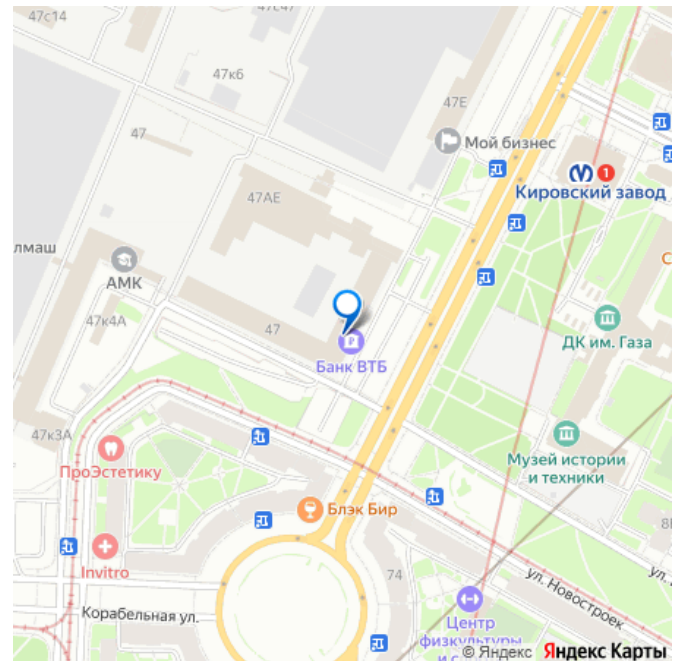 47с14
47к6
47Е
47
Мой бизнес
1
Кировский завод
47АЕ
лмаш
АМК
47к4А
47
Банк ВТБ
ДК им. Газа
47к3А
ПроЭстетику
Музей истории
и техники
Блэк Бир
Invitro
74
ул. Новостроек
ул.
Корабельная ул.
Центр
физкультуры
© Яндекс Яндекс Карты